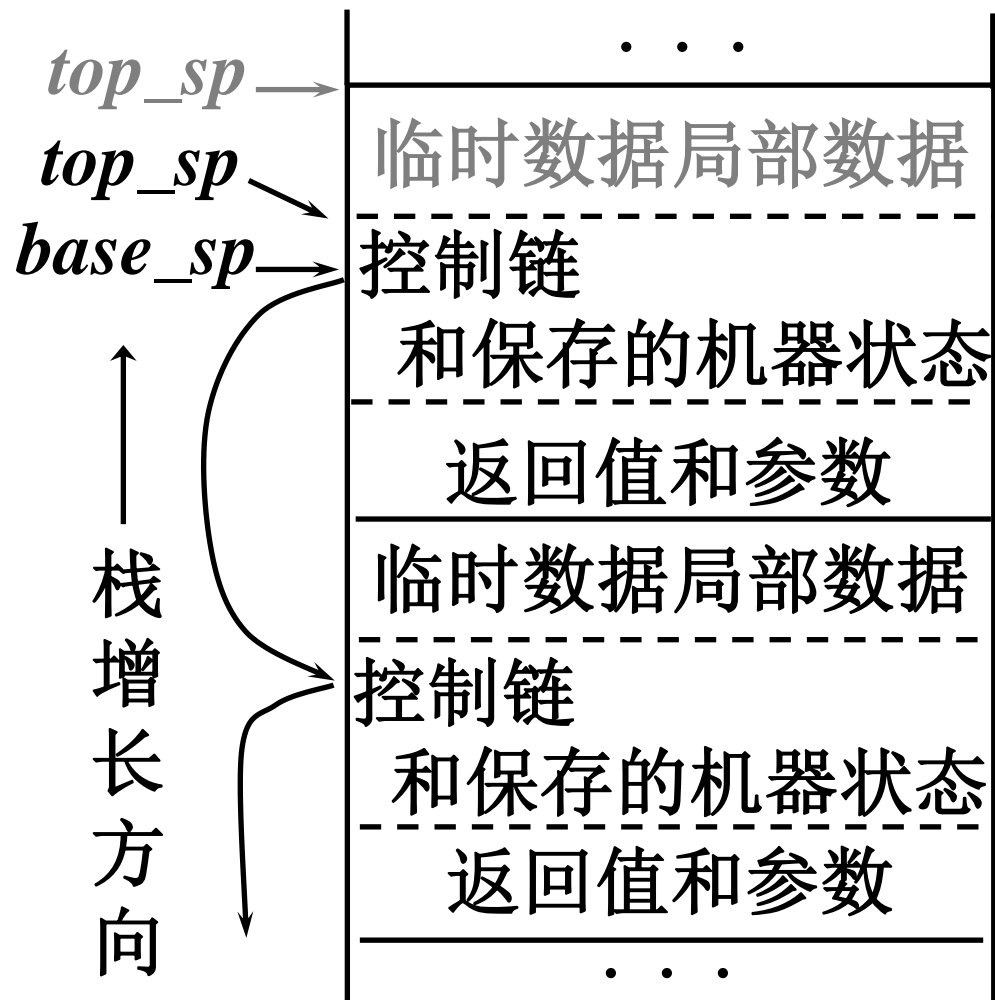 . . .
top_sp
临时数据局部数据
top_sp
base_sp
控制链
和保存的机器状态
返回值和参数
临时数据局部数据
控制链
和保存的机器状态
返回值和参数
. . .
栈增长方向